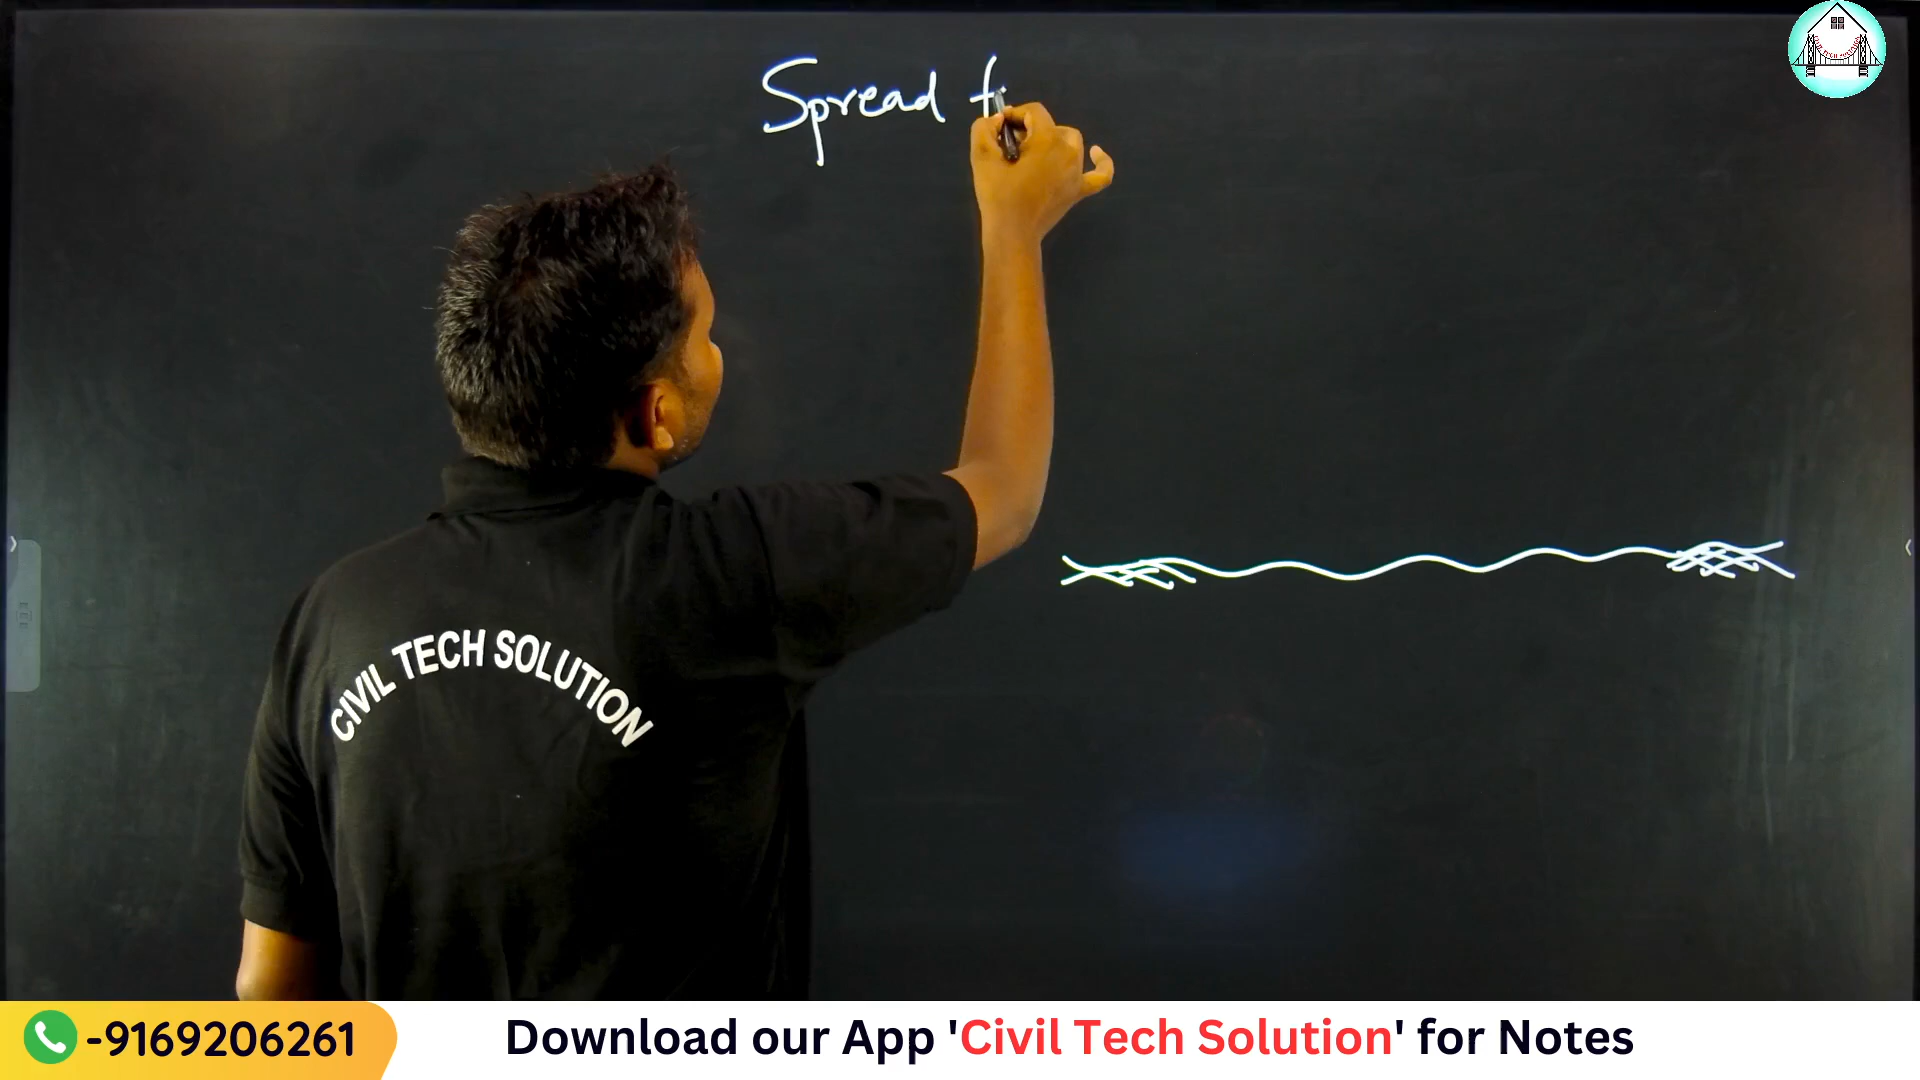 Spread f
CIVIL TECH SOLUTION
-9169206261
Download our App 'Civil Tech Solution' for Notes